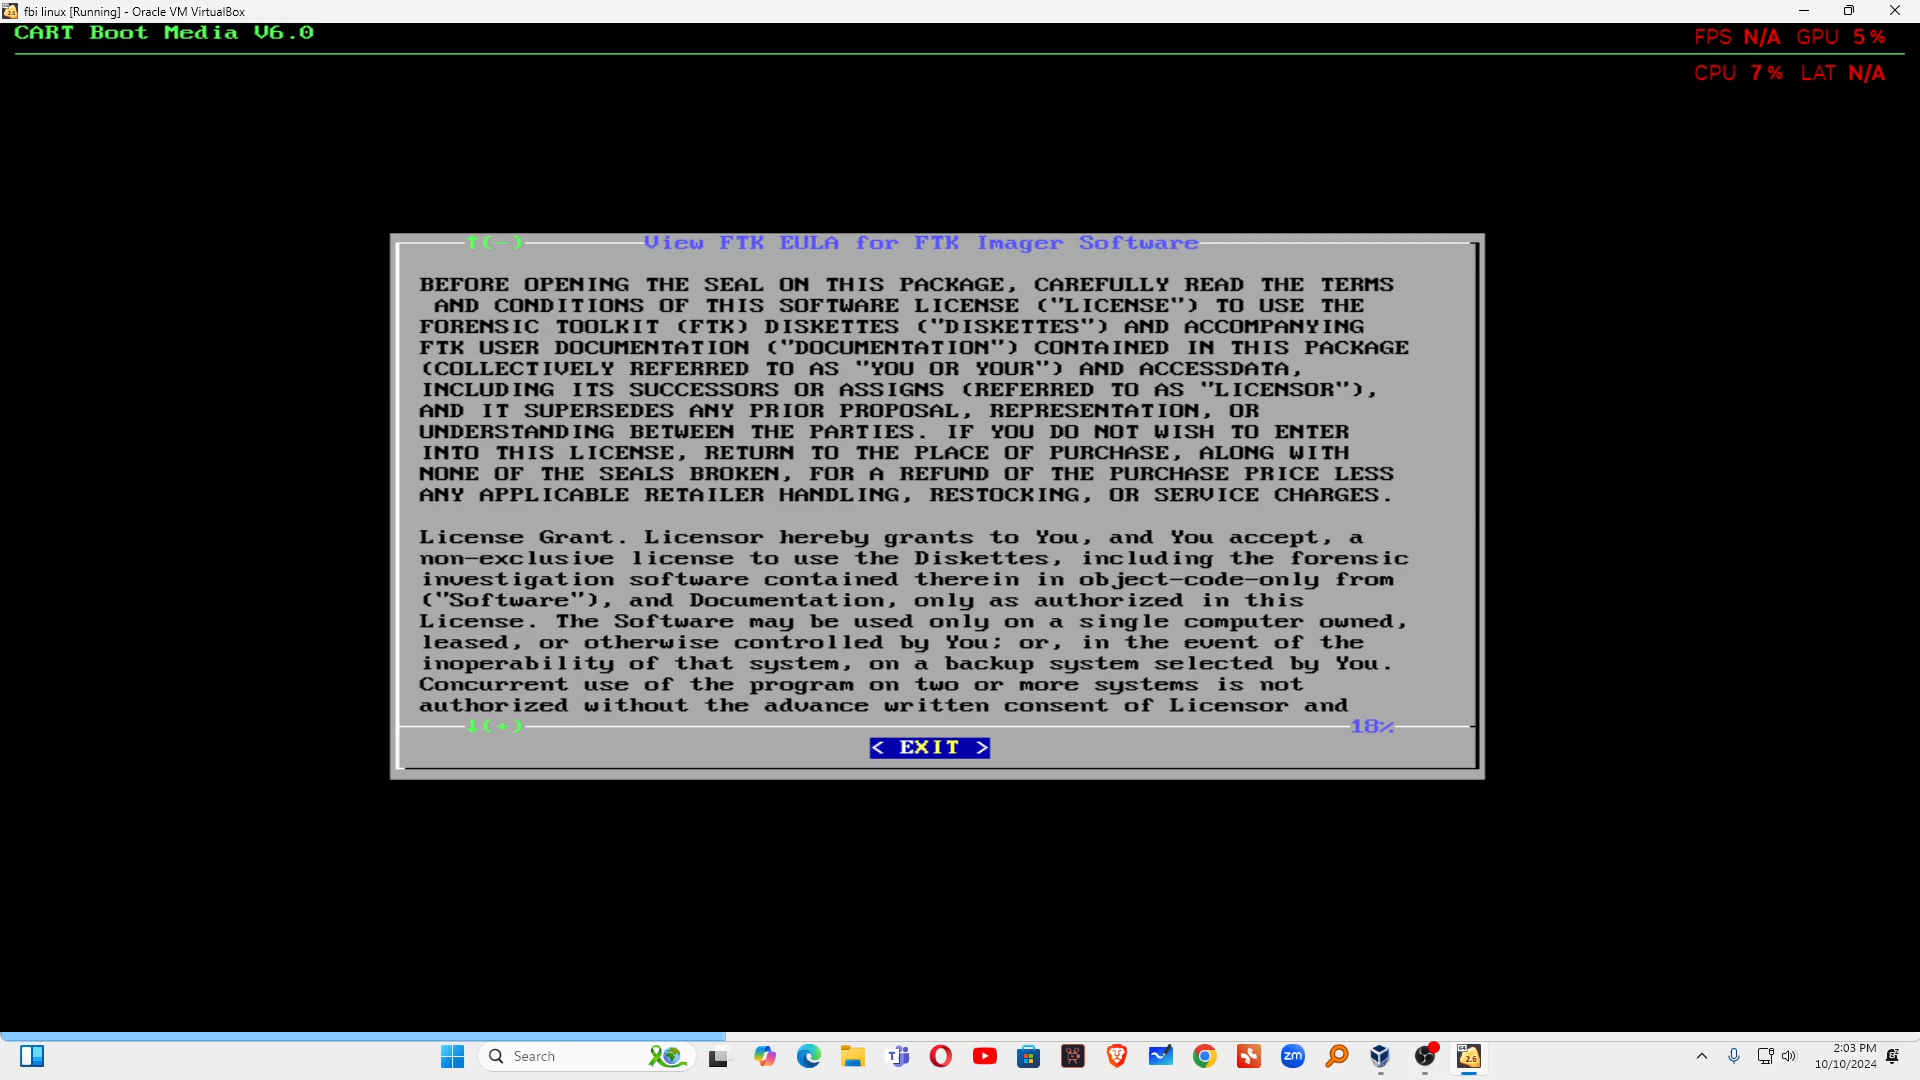 fbi linux [Running] - Oracle VM VirtualBox
CART Boot Media V6.0
FPS N/A GPU 5 %
CPU 7 % LAT N/A
↑(-) View FTK EULA for FTK Imager Software
BEFORE OPENING THE SEAL ON THIS PACKAGE, CAREFULLY READ THE TERMS
AND CONDITIONS OF THIS SOFTWARE LICENSE ("LICENSE") TO USE THE
FORENSIC TOOLKIT (FTK) DISKETTES ("DISKETTES") AND ACCOMPANYING
FTK USER DOCUMENTATION ("DOCUMENTATION") CONTAINED IN THIS PACKAGE
(COLLECTIVELY REFERRED TO AS "YOU OR YOUR") AND ACCESSDATA,
INCLUDING ITS SUCCESSORS OR ASSIGNS (REFERRED TO AS "LICENSOR"),
AND IT SUPERSEDES ANY PRIOR PROPOSAL, REPRESENTATION, OR
UNDERSTANDING BETWEEN THE PARTIES. IF YOU DO NOT WISH TO ENTER
INTO THIS LICENSE, RETURN TO THE PLACE OF PURCHASE, ALONG WITH
NONE OF THE SEALS BROKEN, FOR A REFUND OF THE PURCHASE PRICE LESS
ANY APPLICABLE RETAILER HANDLING, RESTOCKING, OR SERVICE CHARGES.
License Grant. Licensor hereby grants to You, and You accept, a
non-exclusive license to use the Diskettes, including the forensic
investigation software contained therein in object-code-only from
("Software"), and Documentation, only as authorized in this
License. The Software may be used only on a single computer owned,
leased, or otherwise controlled by You; or, in the event of the
inoperability of that system, on a backup system selected by You.
Concurrent use of the program on two or more systems is not
authorized without the advance written consent of Licensor and
↓(+) 18%
< EXIT >
Search
zm
64
2.6
2:03 PM
10/10/2024